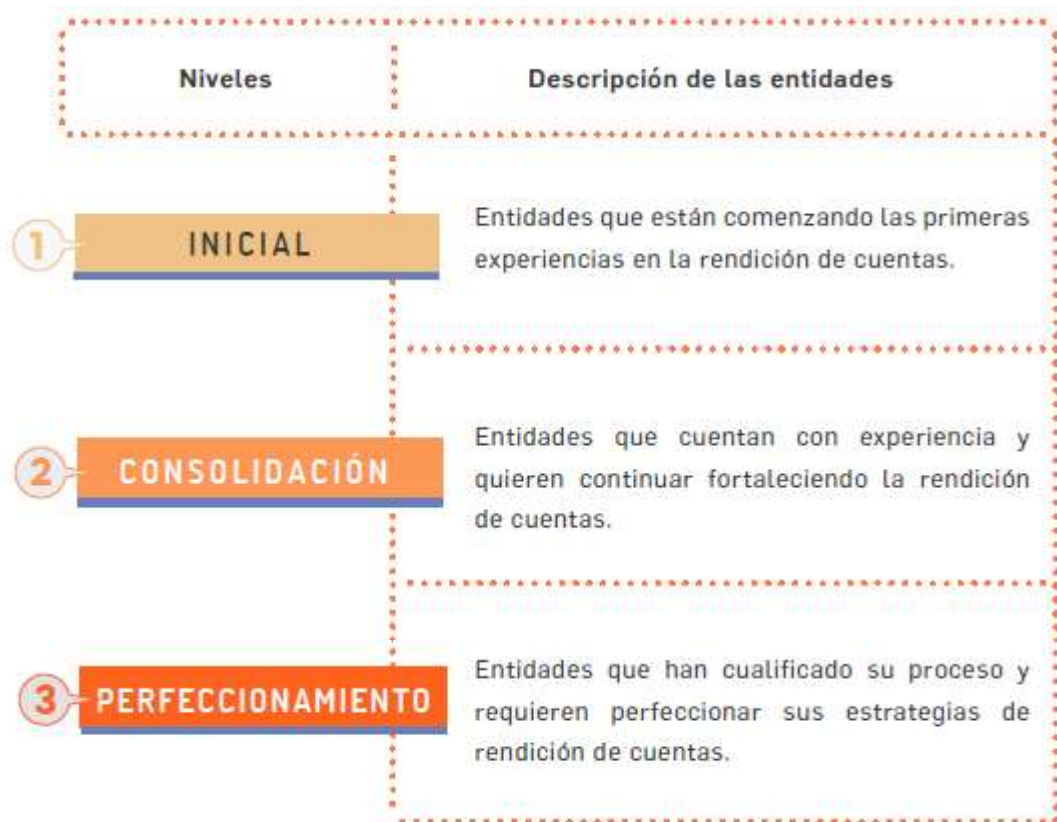 Niveles
Descripción de las entidades
1
INICIAL
Entidades que están comenzando las primeras
experiencias en la rendición de cuentas.
2
CONSOLIDACIÓN
Entidades que cuentan con experiencia y
quieren continuar fortaleciendo la rendición
de cuentas.
3
PERFECCIONAMIENTO
Entidades que han cualificado su proceso y
requieren perfeccionar sus estrategias de
rendición de cuentas.